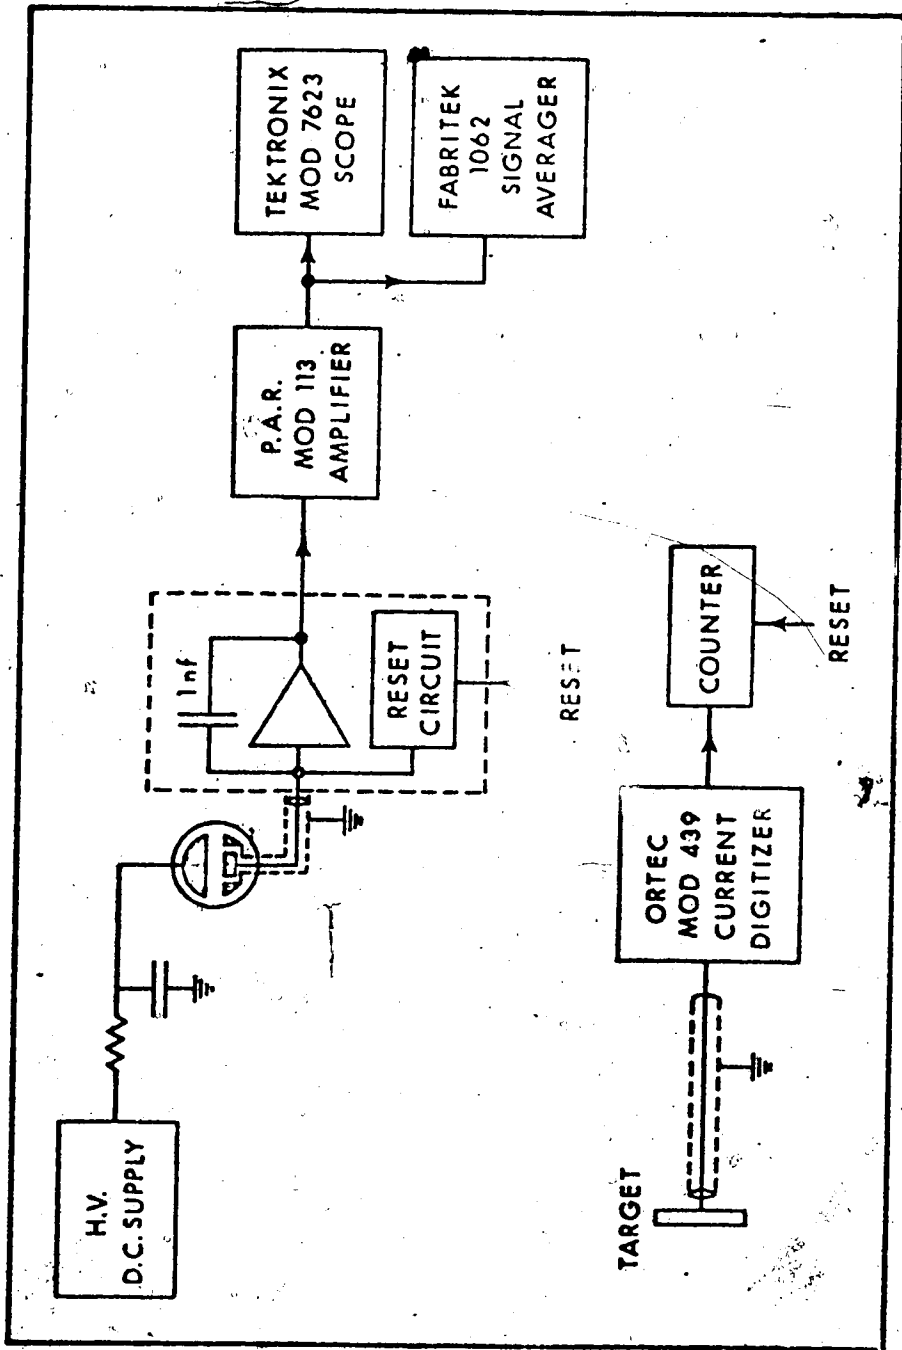 H.V.
D.C. SUPPLY
1nf
RESET
CIRCUIT
RESET
P.A.R.
MOD 113
AMPLIFIER
TEKTRONIX
MOD 7623
SCOPE
FABRITEK
1062
SIGNAL
AVERAGER
TARGET
ORTEC
MOD 439
CURRENT
DIGITIZER
COUNTER
RESET